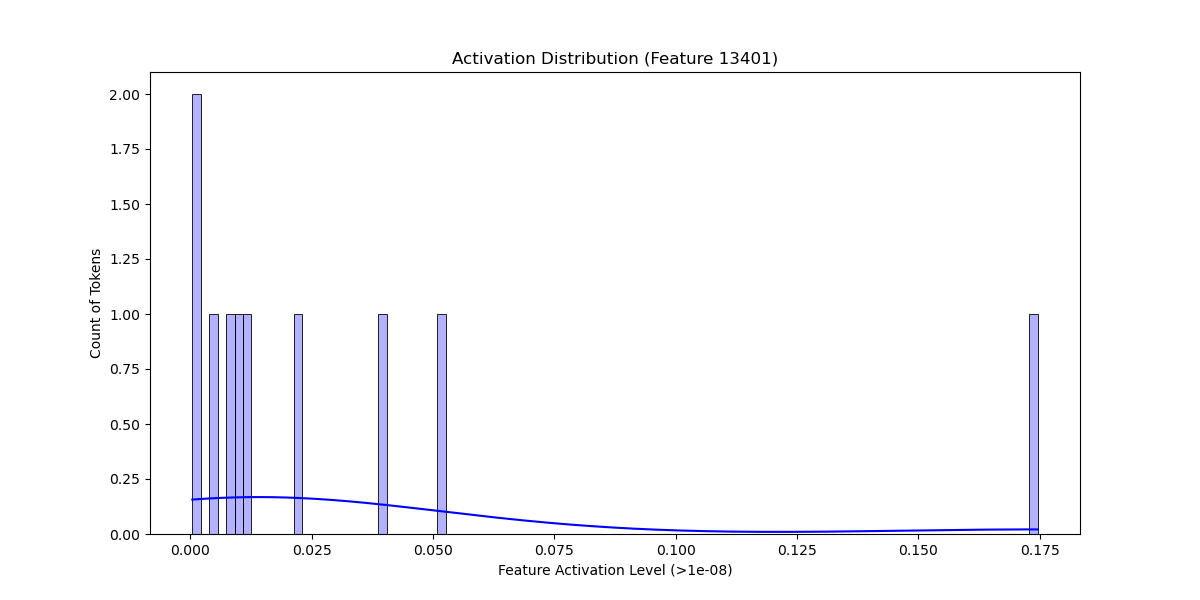 Activation Distribution (Feature 13401)
2.00
1.75
1.50
1.25
1.00
0.75
0.50
0.25
0.00
Count of Tokens
0.000 0.025 0.050 0.075 0.100 0.125 0.150 0.175
Feature Activation Level (>1e-08)